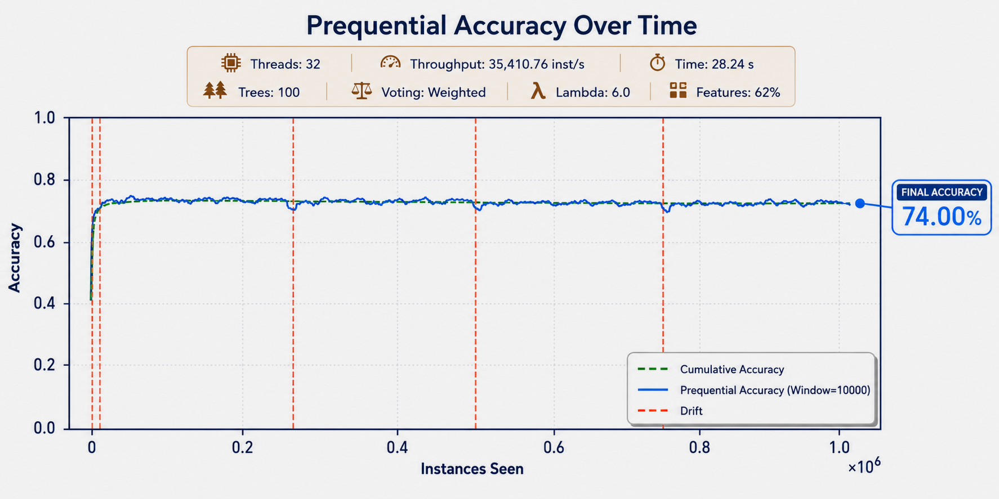 Prequential Accuracy Over Time
Threads: 32
Throughput: 35,410.76 inst/s
Time: 28.24 s
Trees: 100
Voting: Weighted
λ Lambda: 6.0
Features: 62%
1.0
0.8
0.6
0.4
0.2
0.0
Accuracy
FINAL ACCURACY
74.00%
Cumulative Accuracy
Prequential Accuracy (Window=10000)
Drift
0
0.2
0.4
0.6
0.8
1.0
×10⁶
Instances Seen